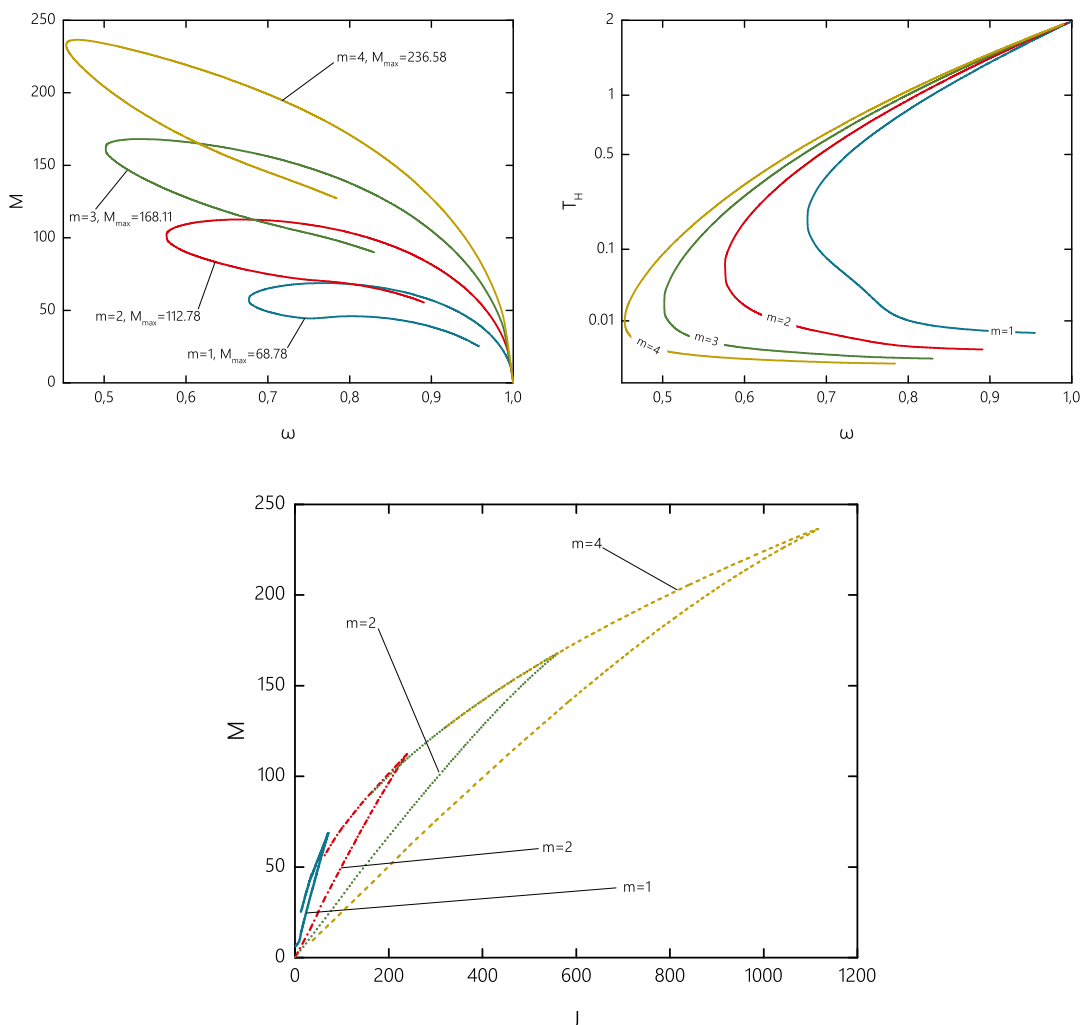 250
200
150
100
50
0
M
m=4, Mmax=236.58
m=3, Mmax=168.11
m=2, Mmax=112.78
m=1, Mmax=68.78
0,5 0,6 0,7 0,8 0,9 1,0
ω
2
1
0.5
0.1
0.01
TH
m=1
m=2
m=3
m=4
0,5 0,6 0,7 0,8 0,9 1,0
ω
250
200
150
100
50
0
M
m=4
m=2
m=2
m=1
0 200 400 600 800 1000 1200
J